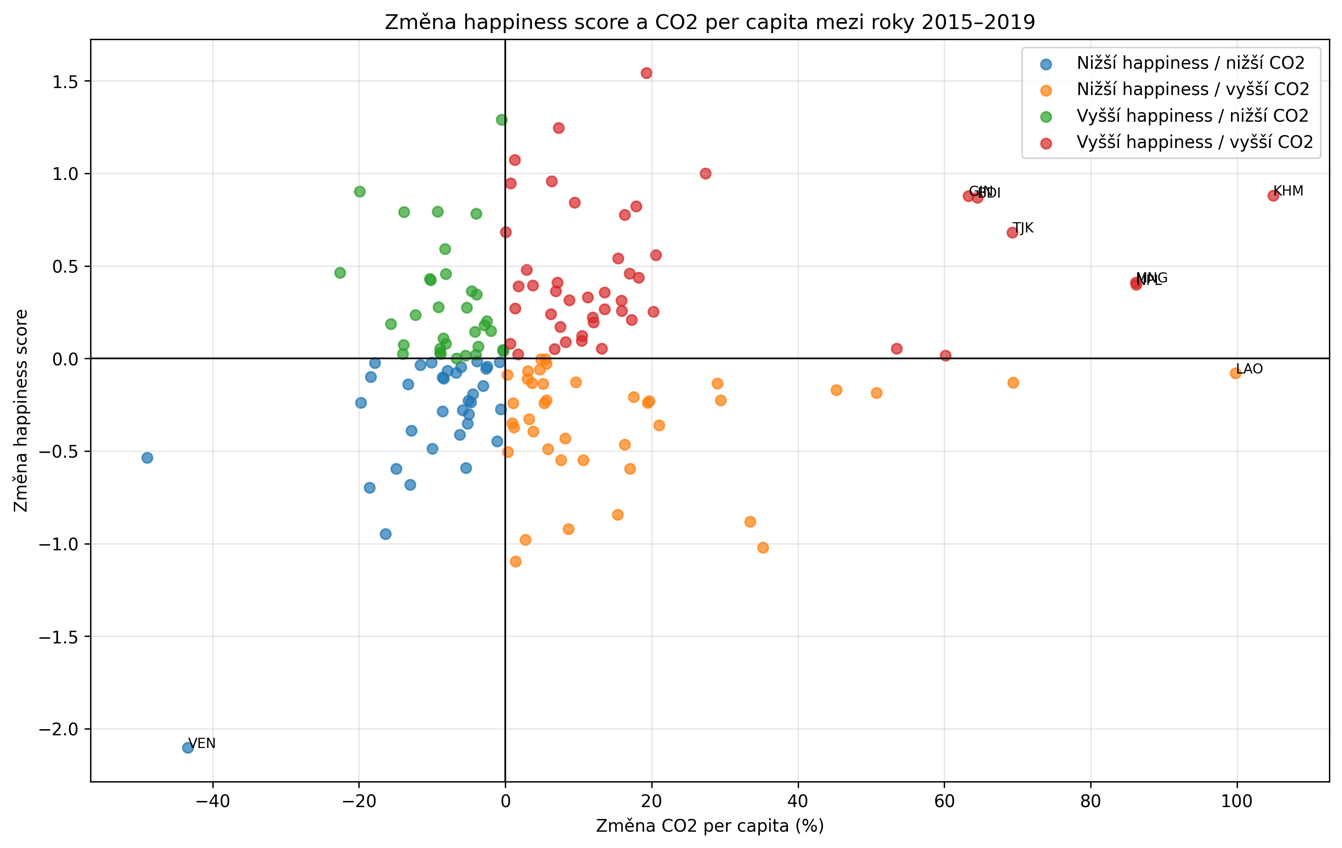 Změna happiness score a CO2 per capita mezi roky 2015–2019
Nižší happiness / nižší CO2
Nižší happiness / vyšší CO2
Vyšší happiness / nižší CO2
Vyšší happiness / vyšší CO2
Změna happiness score
1.5
1.0
0.5
0.0
−0.5
−1.0
−1.5
−2.0
GIN
BDI
KHM
TJK
MNG
NPL
LAO
VEN
−40
−20
0
20
40
60
80
100
Změna CO2 per capita (%)